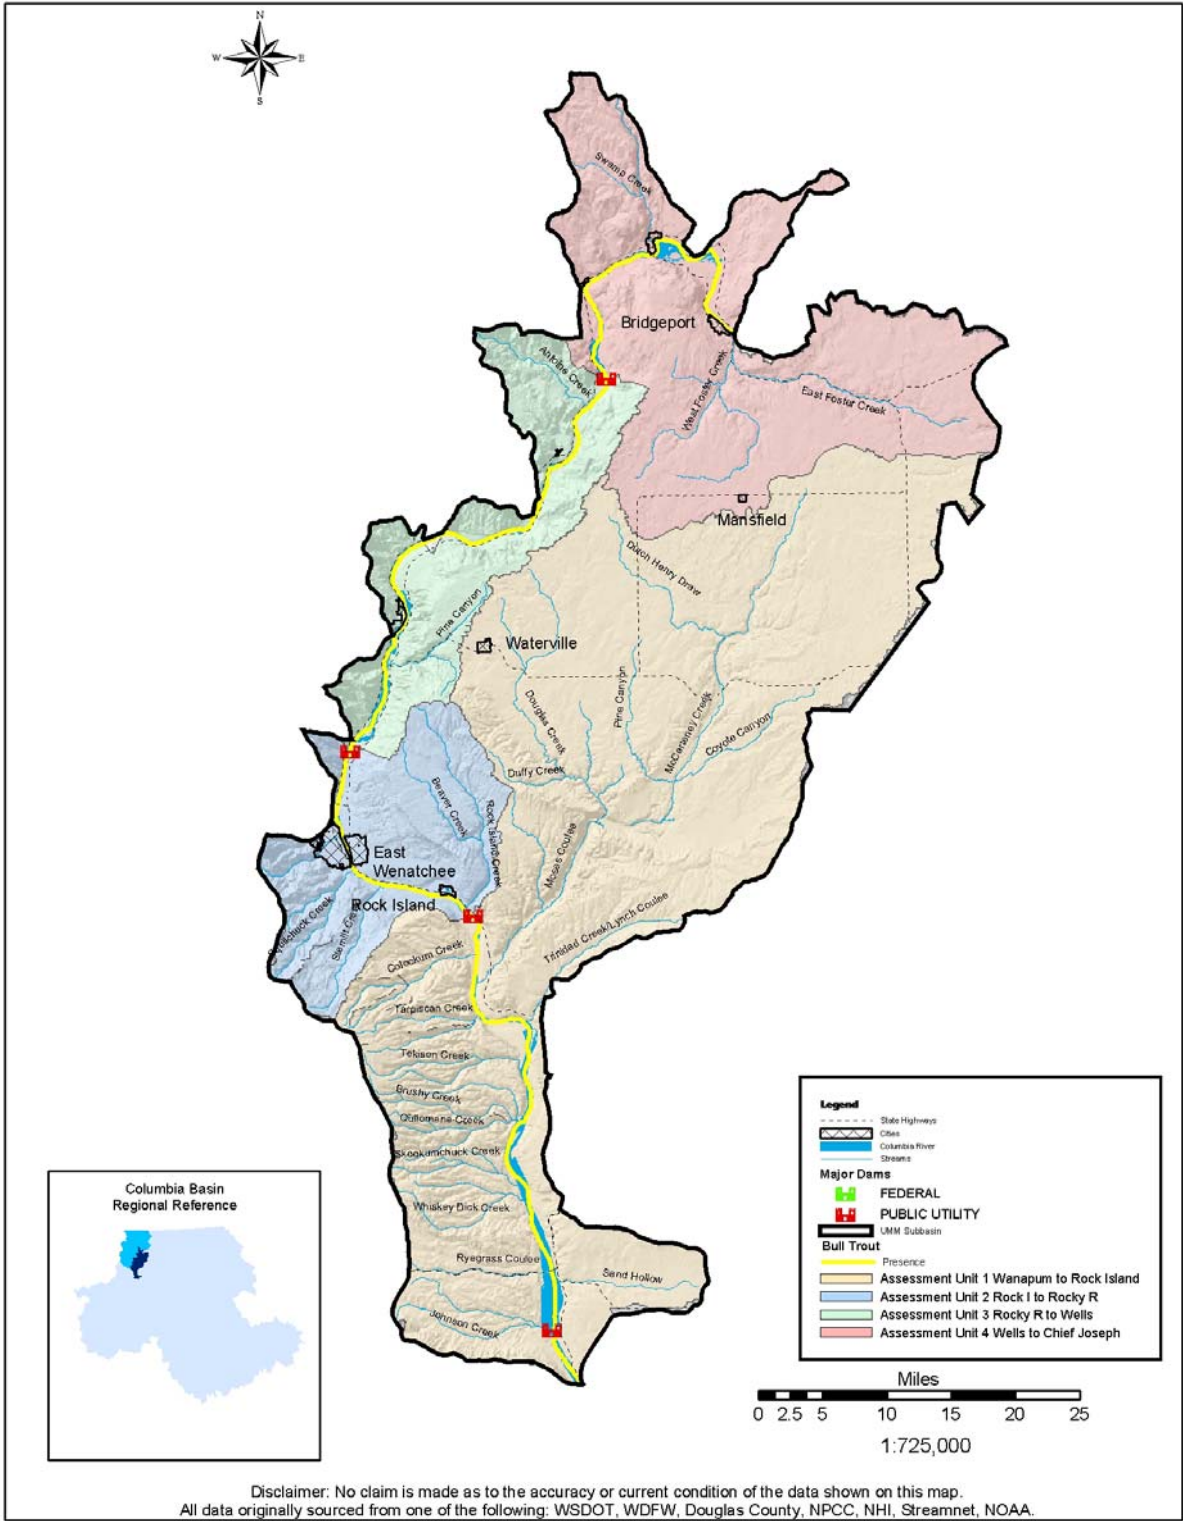 N
W
E
S
Swamp Creek
Bridgeport
Antoine Creek
West Foster Creek
East Foster Creek
Mansfield
Dutch Henry Draw
Pine Canyon
Waterville
Douglas Creek
Pine Canyon
McCarteney Creek
Coyote Canyon
Duffy Creek
Beaver Creek
Rock Island Creek
Moses Coulee
East
Wenatchee
Rock Island
Stemilt Creek
Trinidad Creek/Lynch Coulee
Colockum Creek
Tarpiscan Creek
Tekison Creek
Brushy Creek
Quilomene Creek
Skookumchuck Creek
Whiskey Dick Creek
Ryegrass Coulee
Sand Hollow
Johnson Creek
Legend
State Highways
Cities
Columbia River
Streams
Major Dams
FEDERAL
PUBLIC UTILITY
UMM Subbasin
Bull Trout
Presence
Assessment Unit 1 Wanapum to Rock Island
Assessment Unit 2 Rock I to Rocky R
Assessment Unit 3 Rocky R to Wells
Assessment Unit 4 Wells to Chief Joseph
Columbia Basin
Regional Reference
Miles
0 2.5 5 10 15 20 25
1:725,000
Disclaimer: No claim is made as to the accuracy or current condition of the data shown on this map.
All data originally sourced from one of the following: WSDOT, WDFW, Douglas County, NPCC, NHI, Streamnet, NOAA.